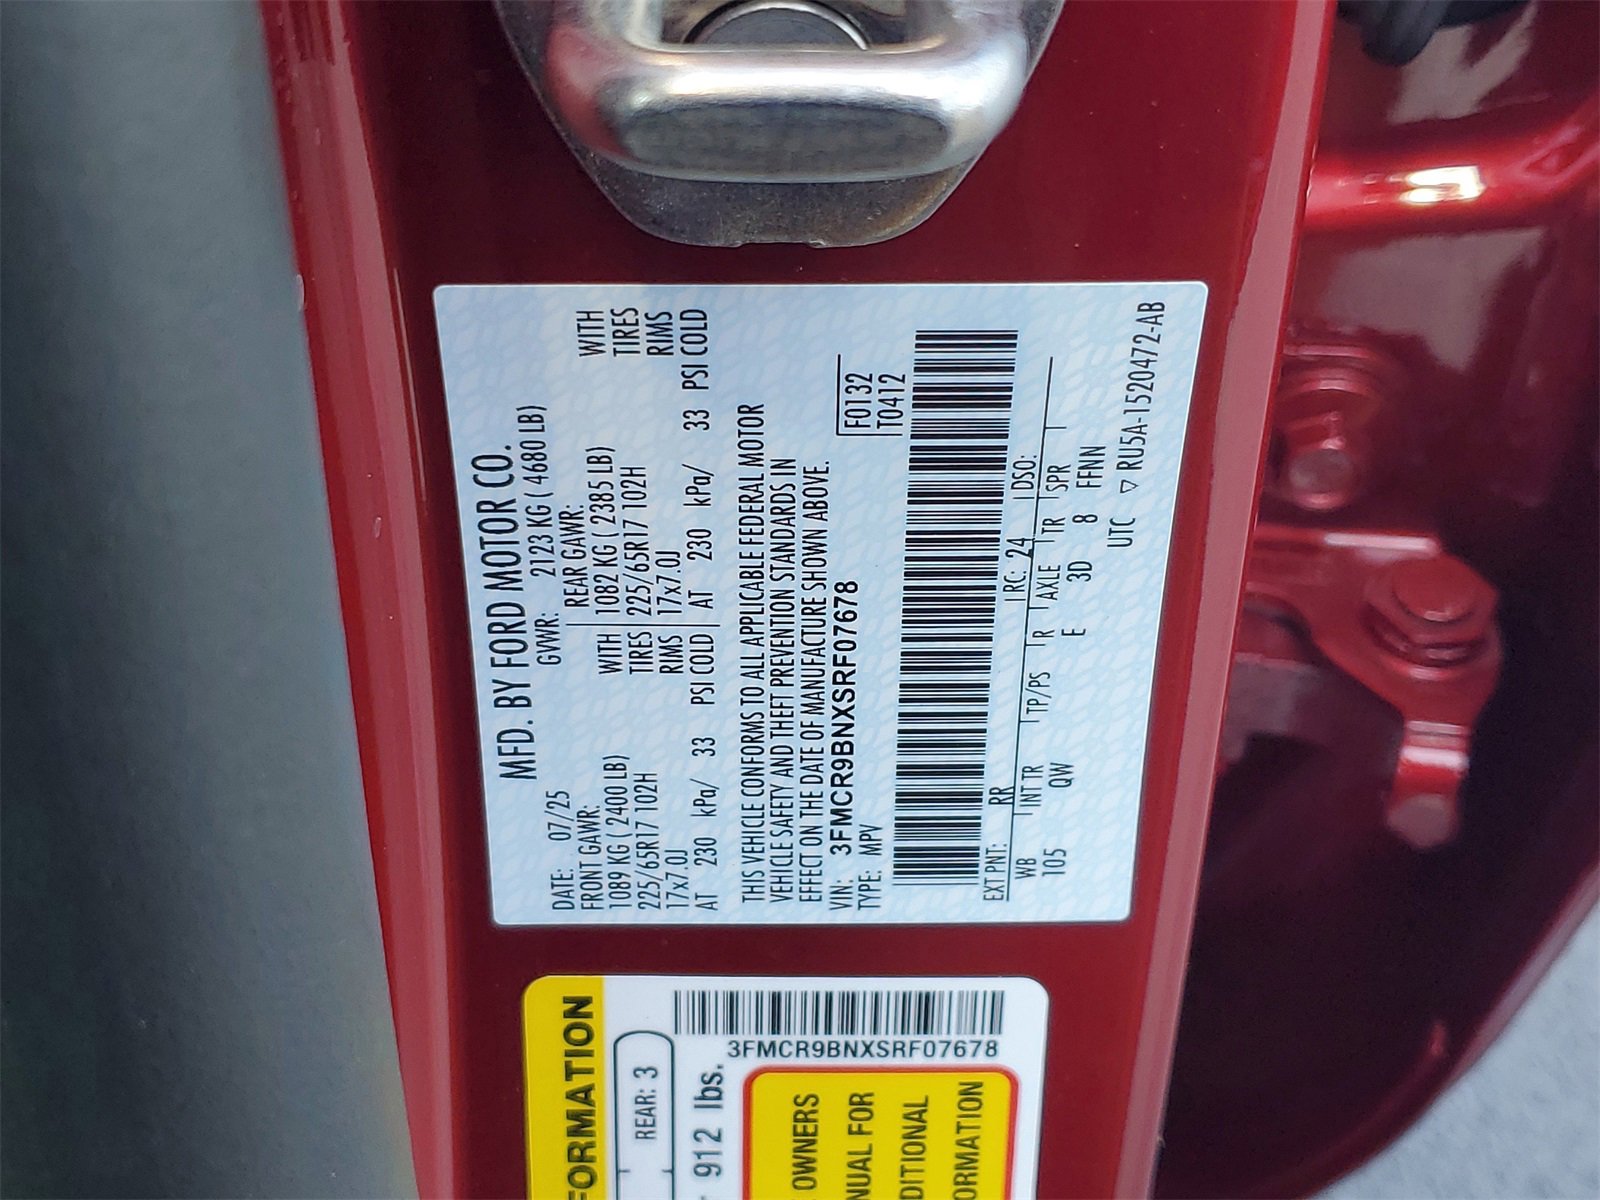 MFD. BY FORD MOTOR CO.
DATE: 07/25 GVWR: 2123 KG ( 4680 LB)
FRONT GAWR: REAR GAWR:
1089 KG ( 2400 LB) WITH 1082 KG ( 2385 LB) WITH
225/65R17 102H TIRES 225/65R17 102H TIRES
17x7.0J RIMS 17x7.0J RIMS
AT 230 kPa/ 33 PSI COLD AT 230 kPa/ 33 PSI COLD
THIS VEHICLE CONFORMS TO ALL APPLICABLE FEDERAL MOTOR
VEHICLE SAFETY AND THEFT PREVENTION STANDARDS IN
EFFECT ON THE DATE OF MANUFACTURE SHOWN ABOVE.
VIN: 3FMCR9BNXSRF07678 F0132
TYPE: MPV T0412
EXT PNT: RR RC: 24 DSO:
WB INT TR TP/PS R AXLE TR SPR
105 QW E 3D 8 FFNN
UTC ▽ RU5A-1520472-AB
FORMATION
REAR: 3
912 lbs.
3FMCR9BNXSRF07678
OWNERS
NUAL FOR
DITIONAL
ORMATION